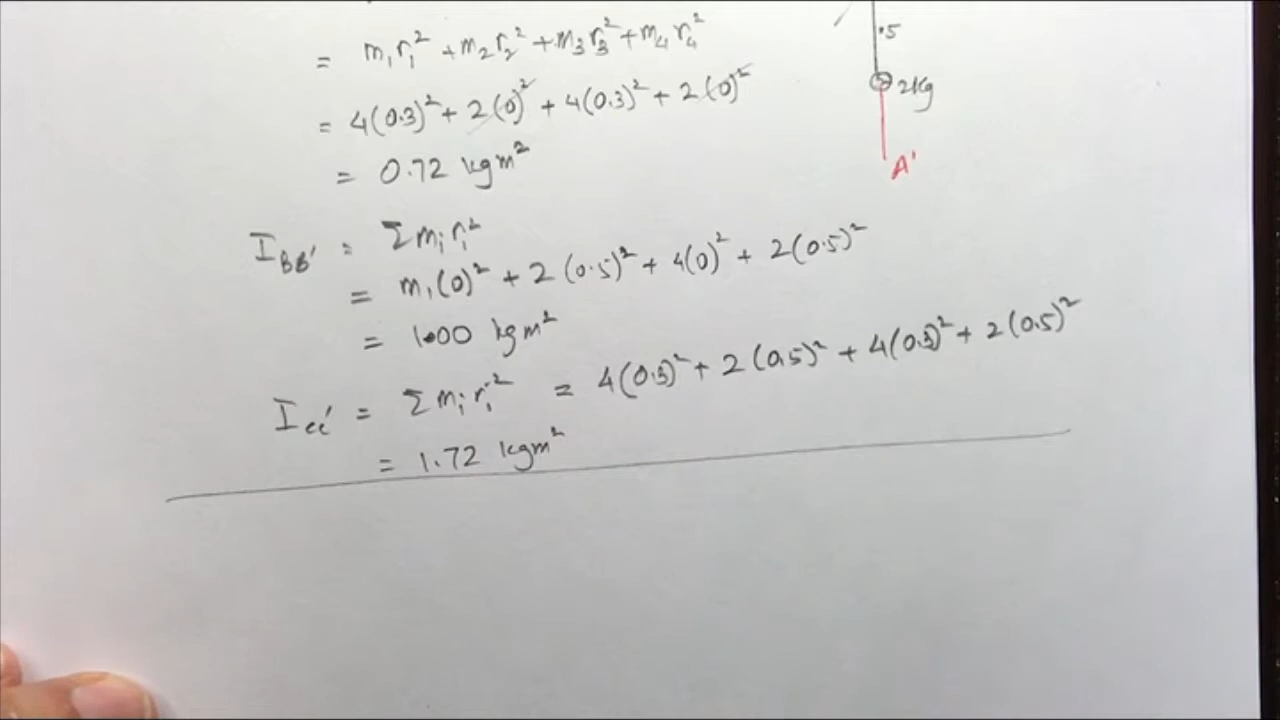 = m₁r₁² + m₂r₂² + m₃r₃² + m₄r₄²
.5
2kg
= 4(0.3)² + 2(0)² + 4(0.3)² + 2(0)²
= 0.72 kgm²
A'
I_BB' = Σmᵢrᵢ²
= m₁(0)² + 2(0.5)² + 4(0)² + 2(0.5)²
= 1.00 kgm²
I_cc' = Σmᵢrᵢ² = 4(0.3)² + 2(0.5)² + 4(0.3)² + 2(0.5)²
= 1.72 kgm²